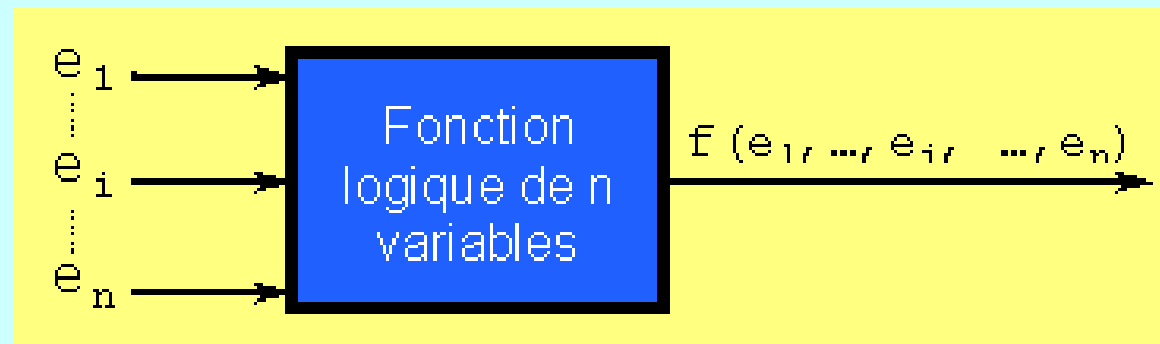 e1
ei
en
Fonction
logique de n
variables
f (e1, …, ei, …, en)